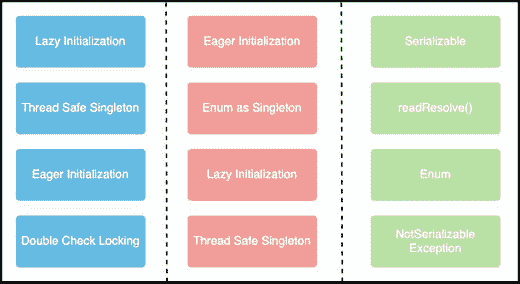 Lazy Initialization
Thread Safe Singleton
Eager Initialization
Double Check Locking
Eager Initialization
Enum as Singleton
Lazy Initialization
Thread Safe Singleton
Serializable
readResolve()
Enum
NotSerializable
Exception